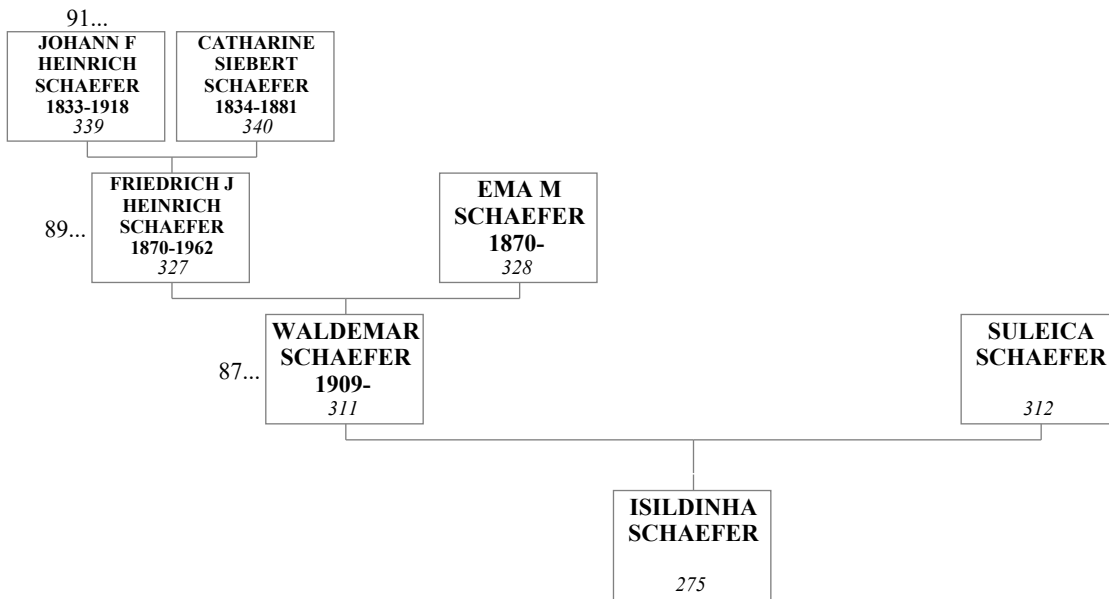 91...
JOHANN F
HEINRICH
SCHAEFER
1833-1918
339
CATHARINE
SIEBERT
SCHAEFER
1834-1881
340
89...
FRIEDRICH J
HEINRICH
SCHAEFER
1870-1962
327
EMA M
SCHAEFER
1870-
328
87...
WALDEMAR
SCHAEFER
1909-
311
SULEICA
SCHAEFER
312
ISILDINHA
SCHAEFER
275